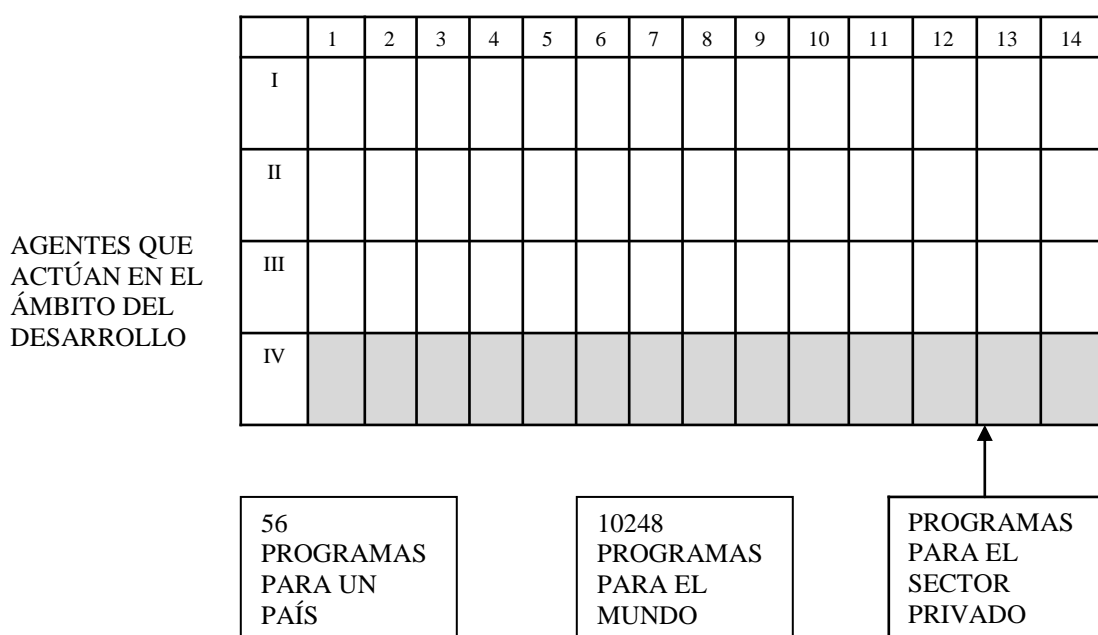 1 2 3 4 5 6 7 8 9 10 11 12 13 14
I
II
III
IV
AGENTES QUE
ACTÚAN EN EL
ÁMBITO DEL
DESARROLLO
56
PROGRAMAS
PARA UN
PAÍS
10248
PROGRAMAS
PARA EL
MUNDO
PROGRAMAS
PARA EL
SECTOR
PRIVADO